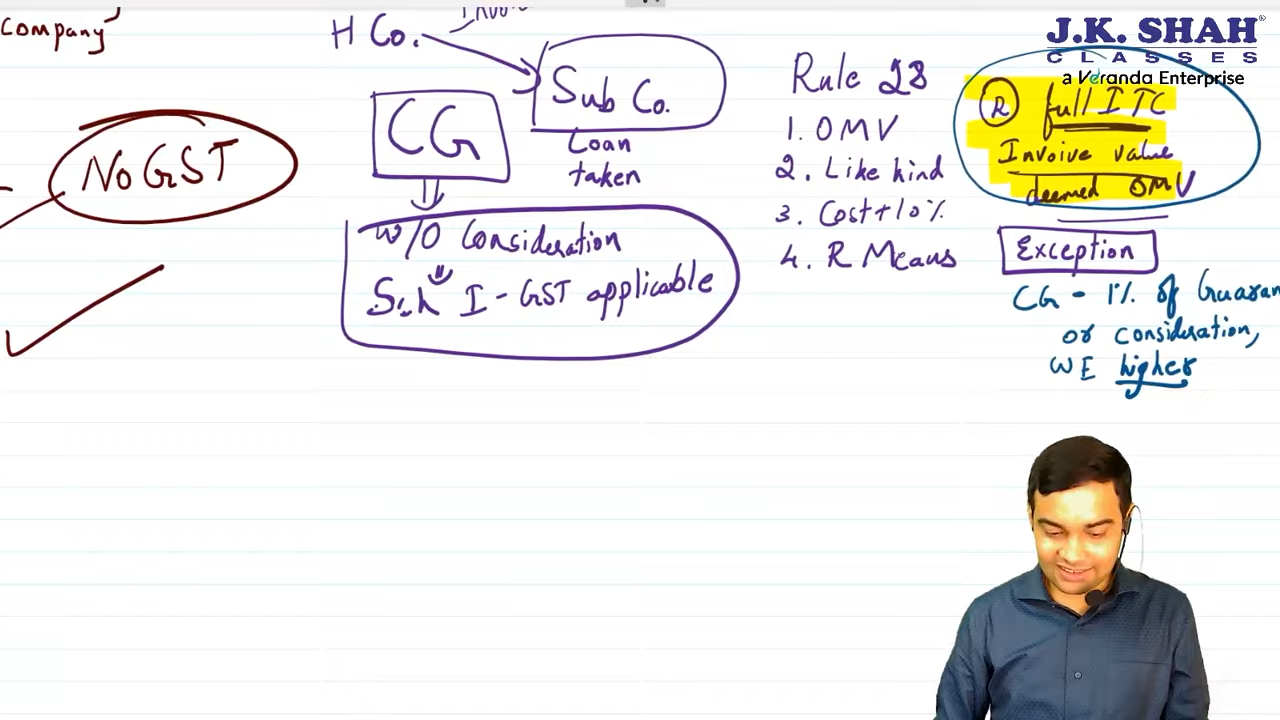 company
No GST
H Co.
Sub Co.
Loan
taken
CG
W/O Consideration
Sch I - GST applicable
Rule 28
1. OMV
2. Like kind
3. Cost + 10%
4. R Means
J.K. SHAH®
CLASSES
a Veranda Enterprise
R full ITC
Invoive value
deemed OMV
Exception
CG - 1% of Guaran
or consideration,
WE higher